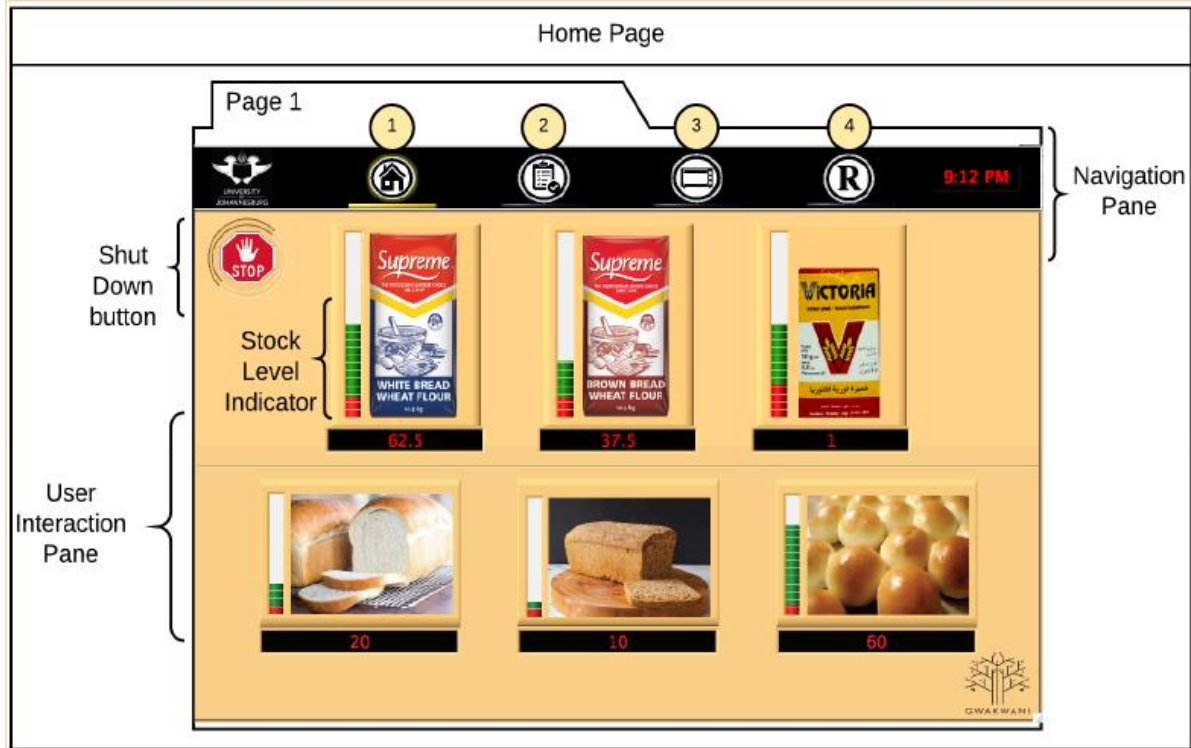 Home Page
Page 1
1
2
3
4
UNIVERSITY
JOHANNESBURG
R
9:12 PM
Navigation
Pane
Shut
Down
button
STOP
Supreme
WHITE BREAD
WHEAT FLOUR
Supreme
BROWN BREAD
WHEAT FLOUR
VICTORIA
Stock
Level
Indicator
62.5
37.5
1
User
Interaction
Pane
20
10
60
GWAKWANI